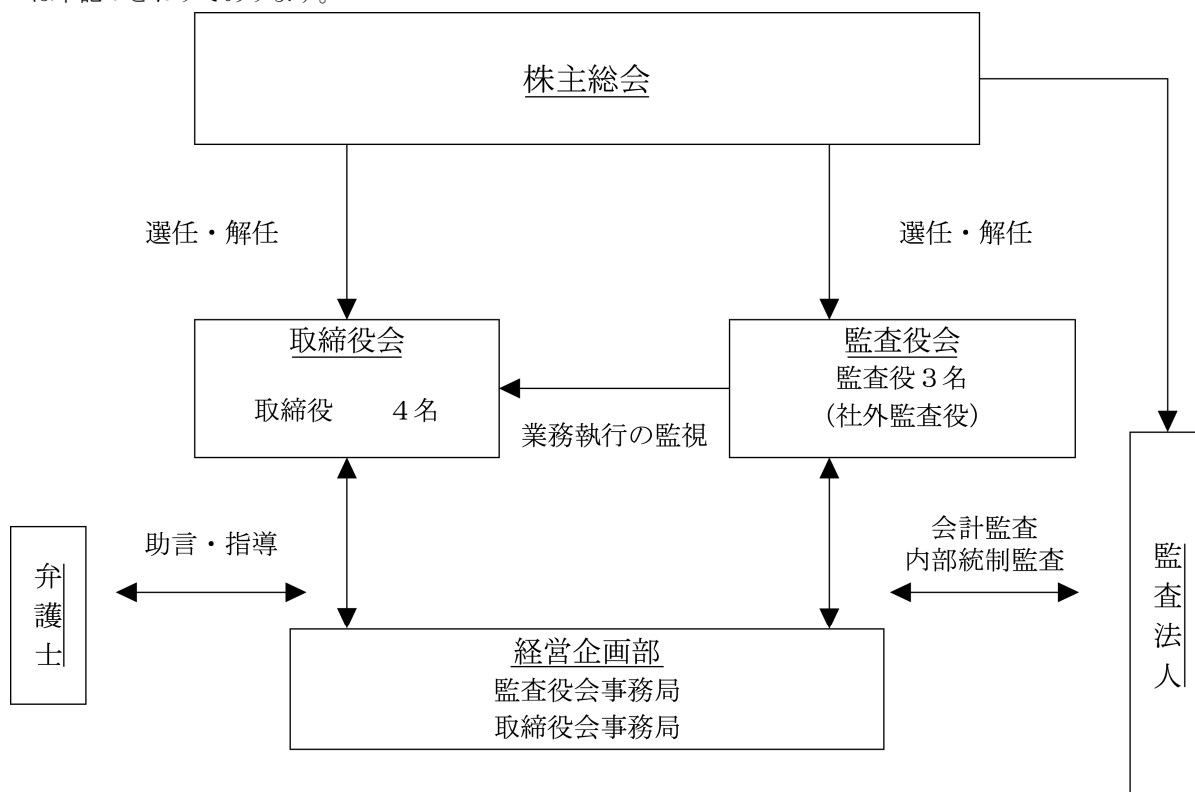 株主総会
選任・解任
選任・解任
取締役会
取締役　　４名
監査役会
監査役３名
（社外監査役）
業務執行の監視
弁護士
助言・指導
会計監査
内部統制監査
監査法人
経営企画部
監査役会事務局
取締役会事務局